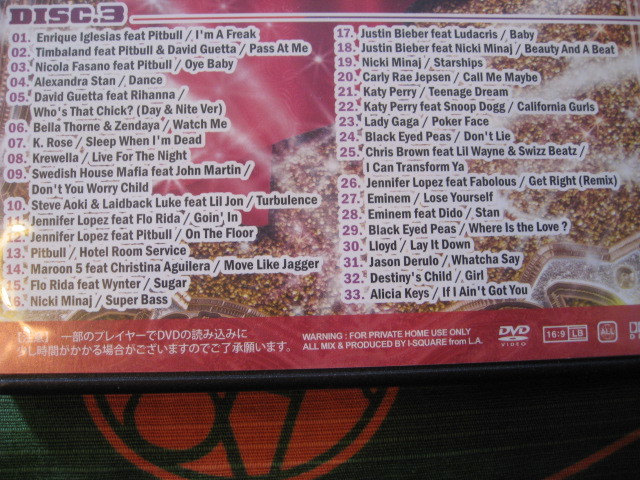 DISC.3
01. Enrique Iglesias feat Pitbull / I'm A Freak
02. Timbaland feat Pitbull & David Guetta / Pass At Me
03. Nicola Fasano feat Pitbull / Oye Baby
04. Alexandra Stan / Dance
05. David Guetta feat Rihanna /
Who's That Chick? (Day & Nite Ver)
06. Bella Thorne & Zendaya / Watch Me
07. K. Rose / Sleep When I'm Dead
08. Krewella / Live For The Night
09. Swedish House Mafia feat John Martin /
Don't You Worry Child
10. Steve Aoki & Laidback Luke feat Lil Jon / Turbulence
11. Jennifer Lopez feat Flo Rida / Goin' In
12. Jennifer Lopez feat Pitbull / On The Floor
13. Pitbull / Hotel Room Service
14. Maroon 5 feat Christina Aguilera / Move Like Jagger
15. Flo Rida feat Wynter / Sugar
16. Nicki Minaj / Super Bass
17. Justin Bieber feat Ludacris / Baby
18. Justin Bieber feat Nicki Minaj / Beauty And A Beat
19. Nicki Minaj / Starships
20. Carly Rae Jepsen / Call Me Maybe
21. Katy Perry / Teenage Dream
22. Katy Perry feat Snoop Dogg / California Gurls
23. Lady Gaga / Poker Face
24. Black Eyed Peas / Don't Lie
25. Chris Brown feat Lil Wayne & Swizz Beatz /
I Can Transform Ya
26. Jennifer Lopez feat Fabolous / Get Right (Remix)
27. Eminem / Lose Yourself
28. Eminem feat Dido / Stan
29. Black Eyed Peas / Where Is the Love ?
30. Lloyd / Lay It Down
31. Jason Derulo / Whatcha Say
32. Destiny's Child / Girl
33. Alicia Keys / If I Ain't Got You
【注意】 一部のプレイヤーでDVDの読み込みに
少し時間がかかる場合がございますのでご了承願います。
WARNING : FOR PRIVATE HOME USE ONLY
ALL MIX & PRODUCED BY I-SQUARE from L.A.
DVD
VIDEO
16:9 LB
ALL